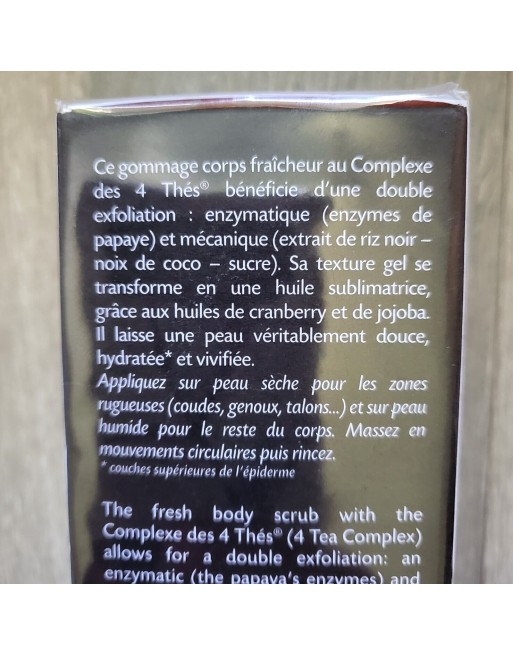 Ce gommage corps fraîcheur au Complexe
des 4 Thés® bénéficie d'une double
exfoliation : enzymatique (enzymes de
papaye) et mécanique (extrait de riz noir –
noix de coco – sucre). Sa texture gel se
transforme en une huile sublimatrice,
grâce aux huiles de cranberry et de jojoba.
Il laisse une peau véritablement douce,
hydratée* et vivifiée.
Appliquez sur peau sèche pour les zones
rugueuses (coudes, genoux, talons...) et sur peau
humide pour le reste du corps. Massez en
mouvements circulaires puis rincez.
* couches supérieures de l'épiderme
The fresh body scrub with the
Complexe des 4 Thés® (4 Tea Complex)
allows for a double exfoliation: an
enzymatic (the papaya's enzymes) and